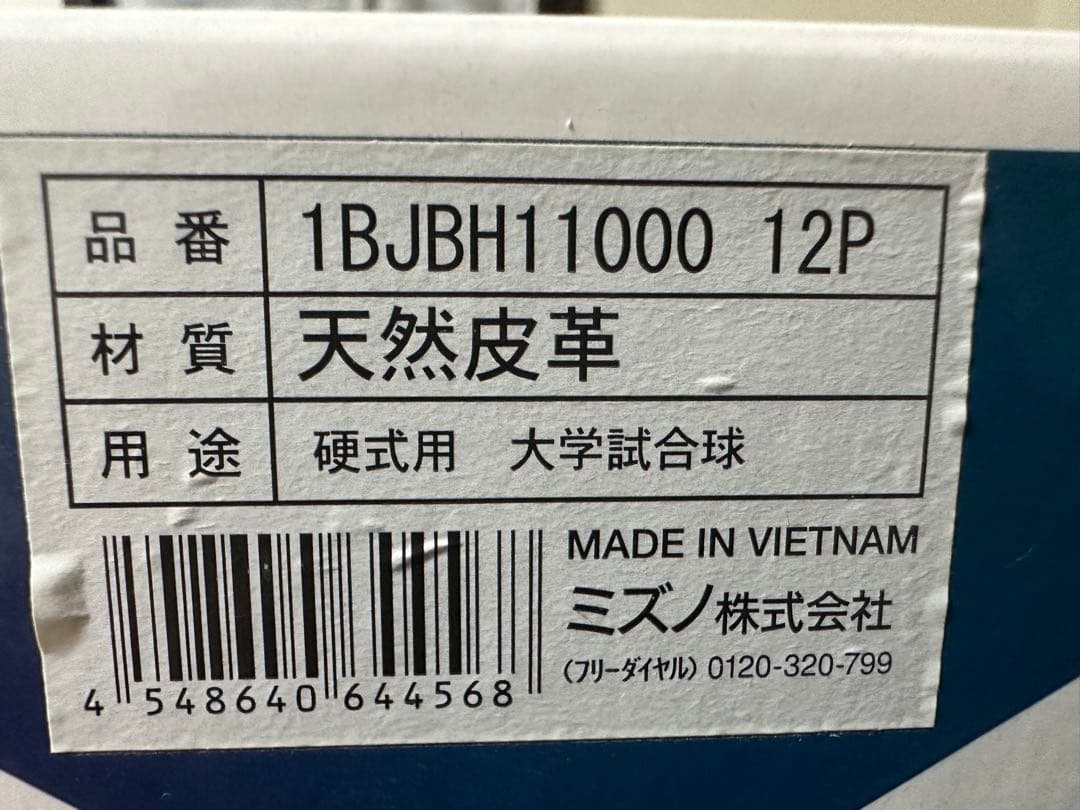 品番 1BJBH11000 12P
材質 天然皮革
用途 硬式用 大学試合球
MADE IN VIETNAM
ミズノ株式会社
(フリーダイヤル) 0120-320-799
4 548640 644568